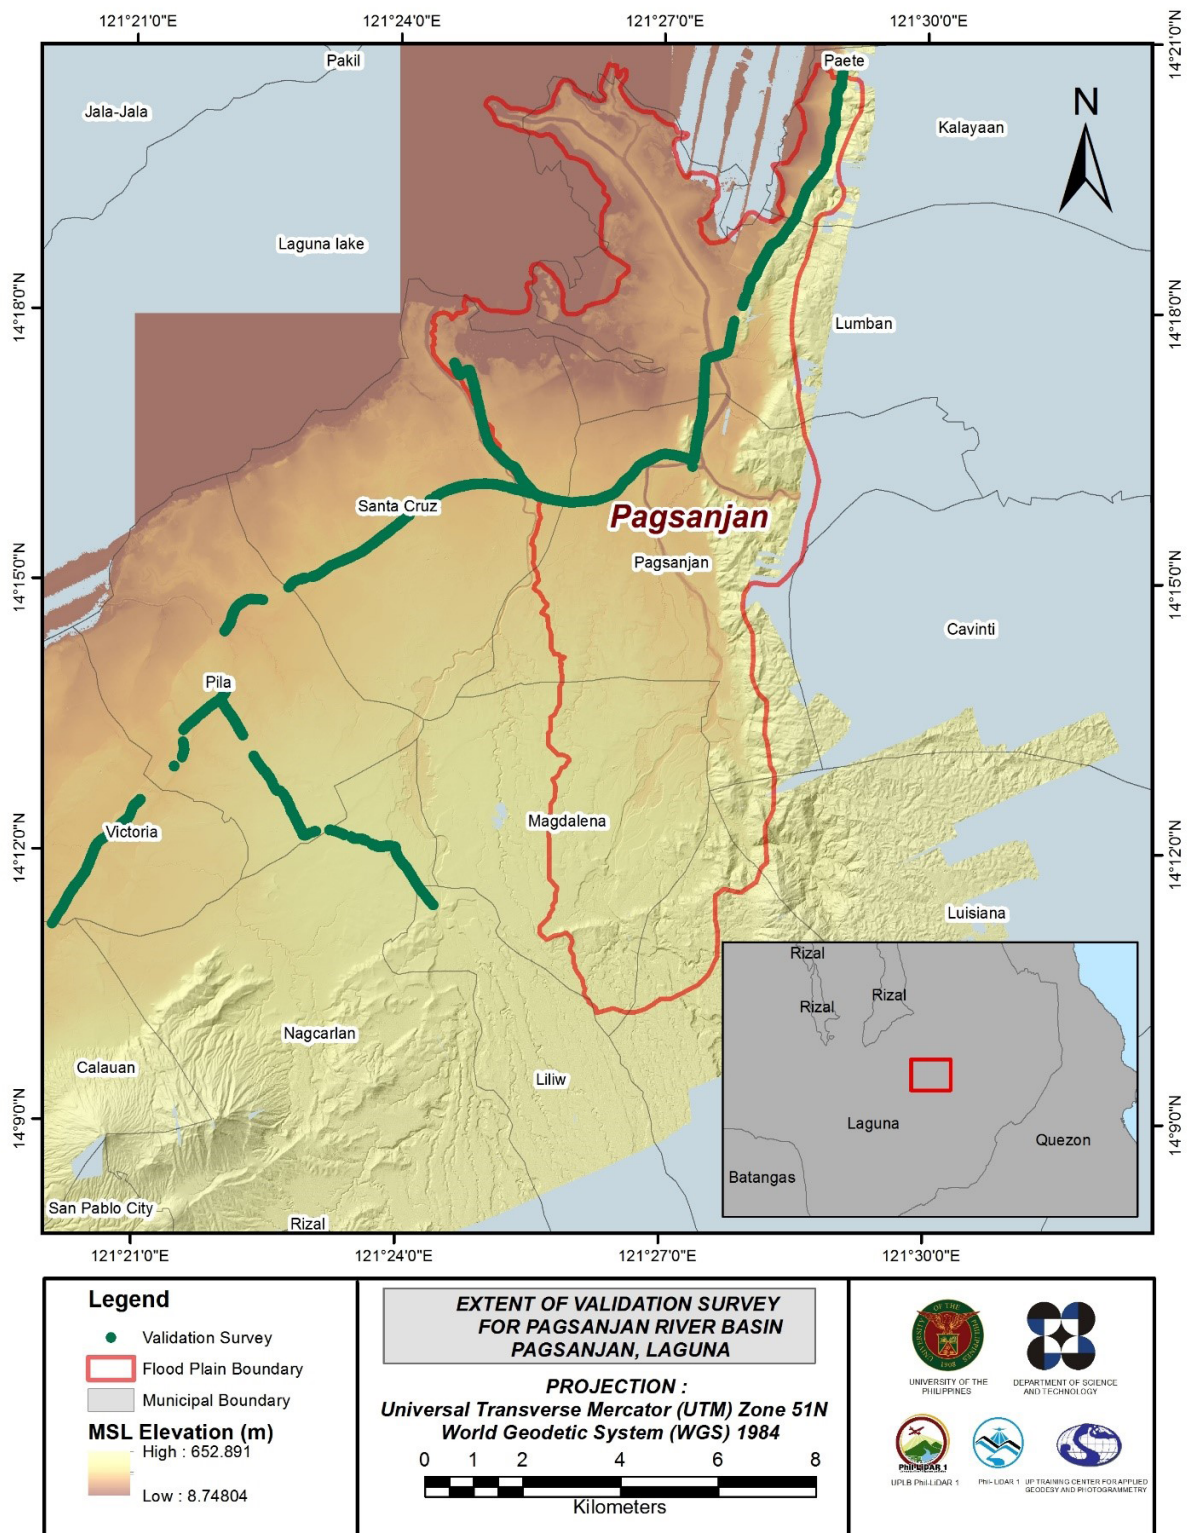 121°21'0"E
121°24'0"E
121°27'0"E
121°30'0"E
14°21'0"N
Pakil
Paete
Jala-Jala
Kalayaan
N
Laguna lake
14°18'0"N
14°18'0"N
Lumban
Santa Cruz
Pagsanjan
Pagsanjan
14°15'0"N
14°15'0"N
Cavinti
Pila
Magdalena
Victoria
14°12'0"N
14°12'0"N
Luisiana
Nagcarlan
Calauan
Liliw
14°9'0"N
14°9'0"N
San Pablo City
Rizal
Rizal
Rizal
Rizal
Laguna
Quezon
Batangas
121°21'0"E
121°24'0"E
121°27'0"E
121°30'0"E
Legend
Validation Survey
Flood Plain Boundary
Municipal Boundary
MSL Elevation (m)
High : 652.891
Low : 8.74804
EXTENT OF VALIDATION SURVEY
FOR PAGSANJAN RIVER BASIN
PAGSANJAN, LAGUNA
PROJECTION :
Universal Transverse Mercator (UTM) Zone 51N
World Geodetic System (WGS) 1984
0 1 2 4 6 8
Kilometers
UNIVERSITY OF THE
PHILIPPINES
DEPARTMENT OF SCIENCE
AND TECHNOLOGY
Phil-LiDAR 1
UPLB Phil-LiDAR 1
Phil-LiDAR 1
UP TRAINING CENTER FOR APPLIED
GEODESY AND PHOTOGRAMMETRY